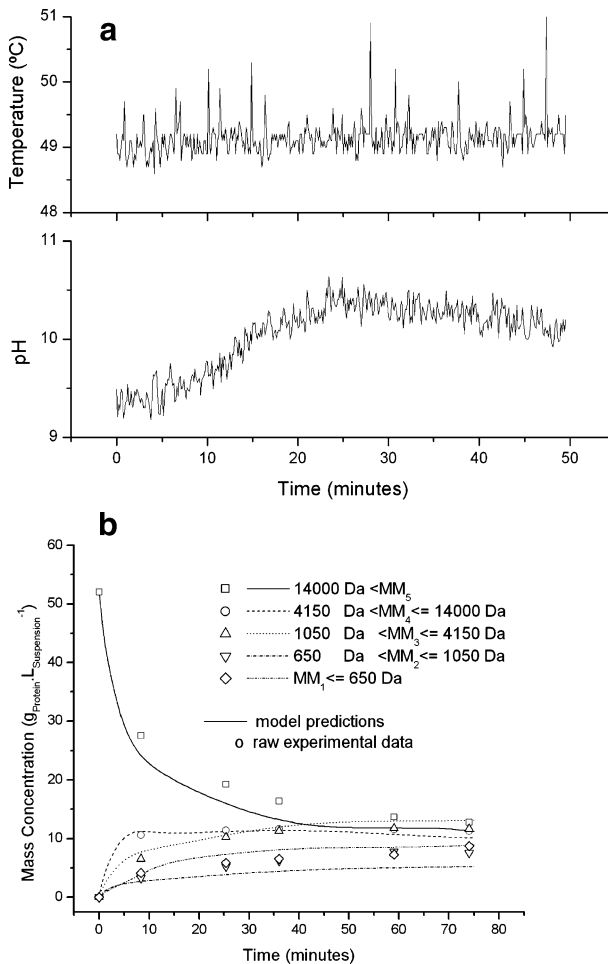 a
Temperature (ºC)
51
50
49
48
pH
11
10
9
0 10 20 30 40 50
Time (minutes)
b
Mass Concentration (gProtein.LSuspension-1)
60
50
40
30
20
10
0
14000 Da <MM5
4150 Da <MM4<= 14000 Da
1050 Da <MM3<= 4150 Da
650 Da <MM2<= 1050 Da
MM1<= 650 Da
model predictions
o raw experimental data
0 10 20 30 40 50 60 70 80
Time (minutes)